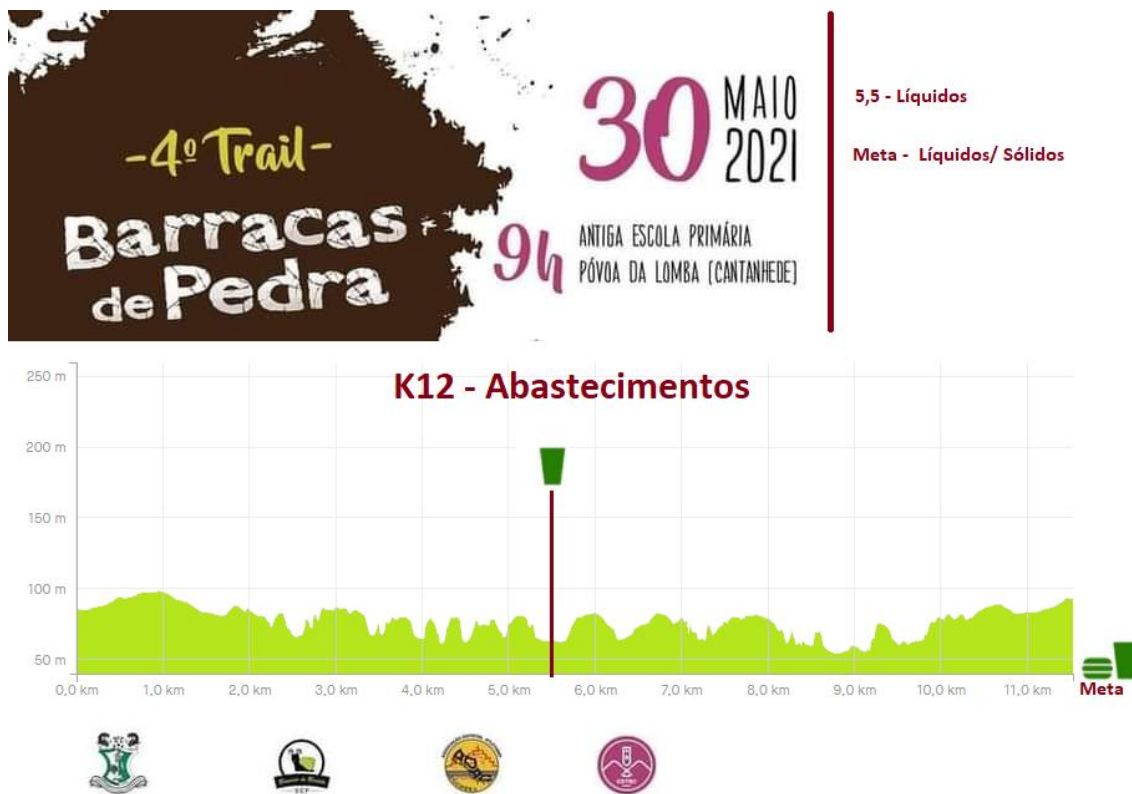 -4º Trail-
Barracas
de Pedra
30 MAIO
2021
9h
ANTIGA ESCOLA PRIMÁRIA
PÓVOA DA LOMBA (CANTANHEDE)
5,5 - Líquidos
Meta - Líquidos/ Sólidos
K12 - Abastecimentos
250 m
200 m
150 m
100 m
50 m
0,0 km 1,0 km 2,0 km 3,0 km 4,0 km 5,0 km 6,0 km 7,0 km 8,0 km 9,0 km 10,0 km 11,0 km
Meta